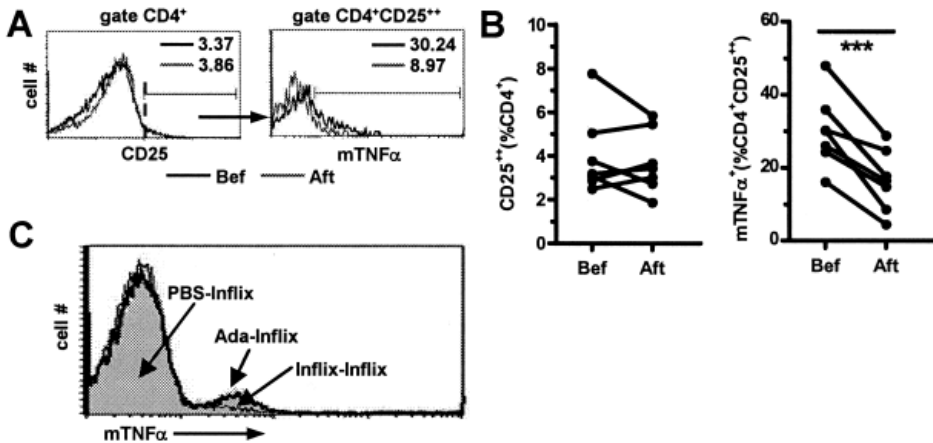 A
gate CD4⁺
gate CD4⁺CD25⁺⁺
3.37
3.86
30.24
8.97
cell #
CD25
mTNFα
Bef
Aft
B
CD25⁺⁺(%CD4⁺)
10
8
6
4
2
0
Bef
Aft
mTNFα⁺(%CD4⁺CD25⁺⁺)
60
40
20
0
***
Bef
Aft
C
cell #
PBS-Inflix
Ada-Inflix
Inflix-Inflix
mTNFα